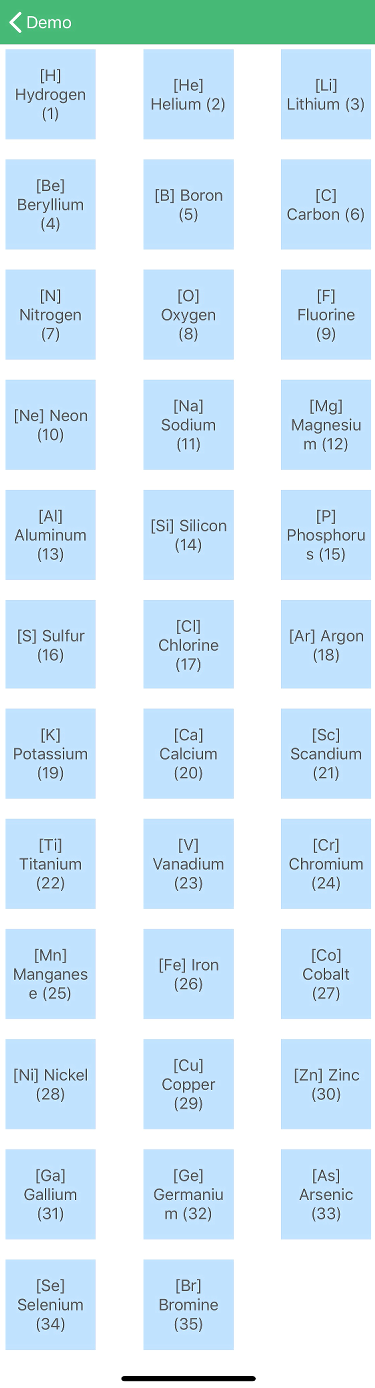 Demo
[H]
Hydrogen
(1)
[He]
Helium (2)
[Li]
Lithium (3)
[Be]
Beryllium
(4)
[B] Boron
(5)
[C]
Carbon (6)
[N]
Nitrogen
(7)
[O]
Oxygen
(8)
[F]
Fluorine
(9)
[Ne] Neon
(10)
[Na]
Sodium
(11)
[Mg]
Magnesiu
m (12)
[Al]
Aluminum
(13)
[Si] Silicon
(14)
[P]
Phosphoru
s (15)
[S] Sulfur
(16)
[Cl]
Chlorine
(17)
[Ar] Argon
(18)
[K]
Potassium
(19)
[Ca]
Calcium
(20)
[Sc]
Scandium
(21)
[Ti]
Titanium
(22)
[V]
Vanadium
(23)
[Cr]
Chromium
(24)
[Mn]
Manganes
e (25)
[Fe] Iron
(26)
[Co]
Cobalt
(27)
[Ni] Nickel
(28)
[Cu]
Copper
(29)
[Zn] Zinc
(30)
[Ga]
Gallium
(31)
[Ge]
Germaniu
m (32)
[As]
Arsenic
(33)
[Se]
Selenium
(34)
[Br]
Bromine
(35)